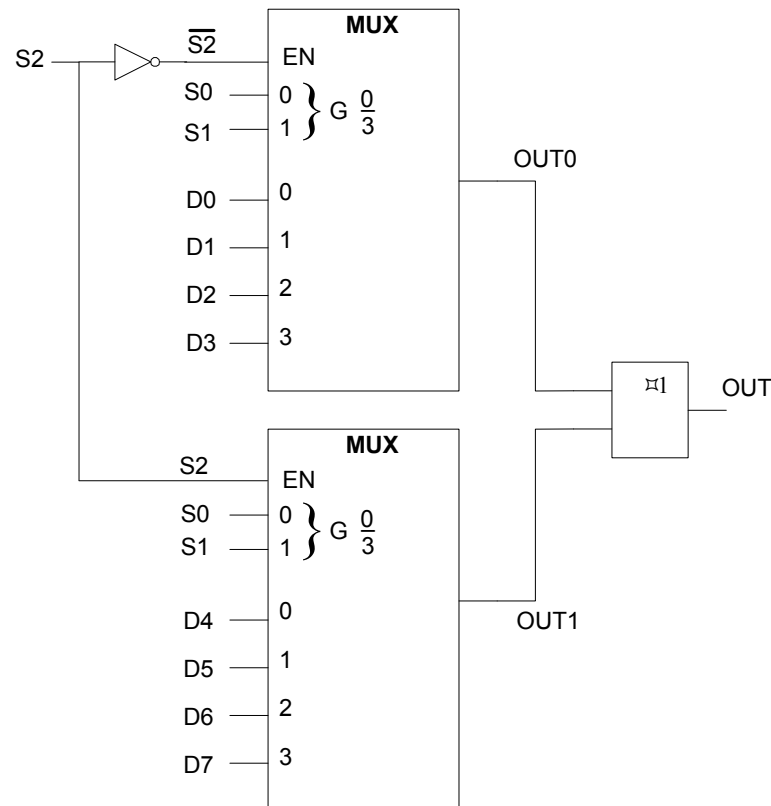 MUX
S2
S2
EN
S0
0
} G 0/3
S1
1
OUT0
D0
0
D1
1
D2
2
D3
3
¤1
OUT
MUX
S2
EN
S0
0
} G 0/3
S1
1
OUT1
D4
0
D5
1
D6
2
D7
3